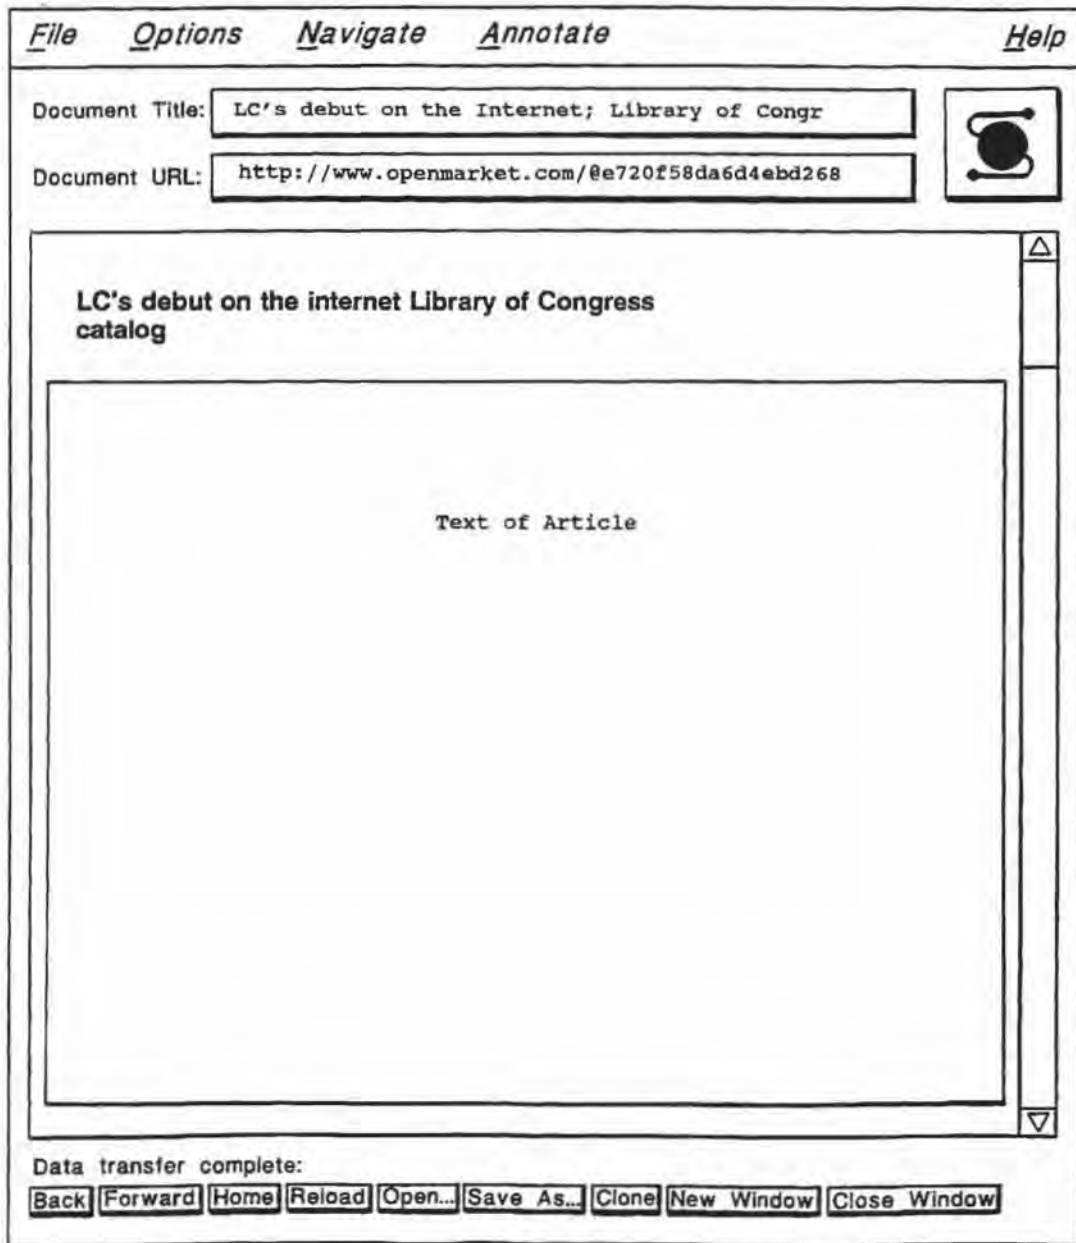 File Options Navigate Annotate Help
Document Title: LC's debut on the Internet; Library of Congr
Document URL: http://www.openmarket.com/@e720f58da6d4ebd268
LC's debut on the internet Library of Congress
catalog
Text of Article
Data transfer complete:
Back Forward Home Reload Open... Save As... Clone New Window Close Window